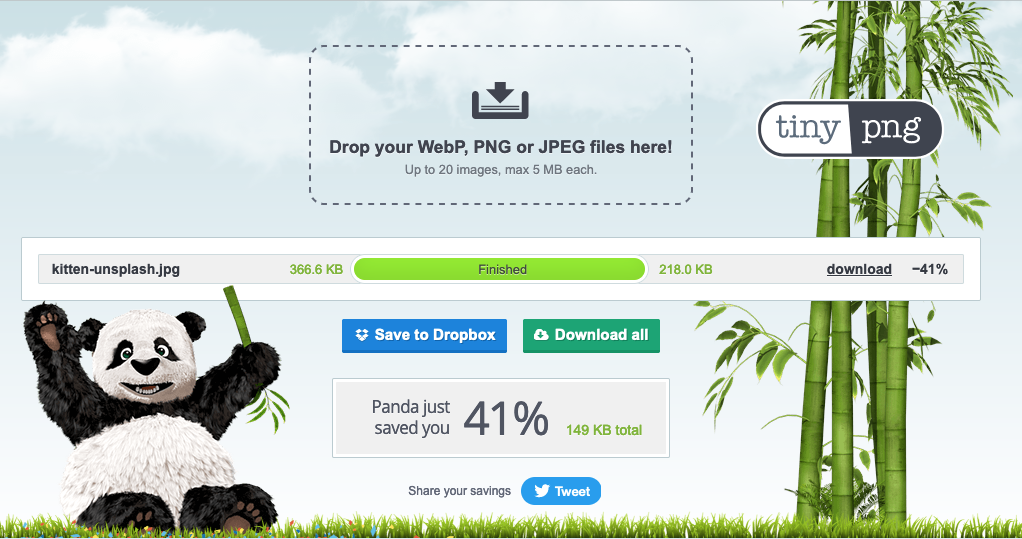 Drop your WebP, PNG or JPEG files here!
Up to 20 images, max 5 MB each.
tiny png
kitten-unsplash.jpg 366.6 KB Finished 218.0 KB download −41%
Save to Dropbox Download all
Panda just
saved you 41% 149 KB total
Share your savings Tweet